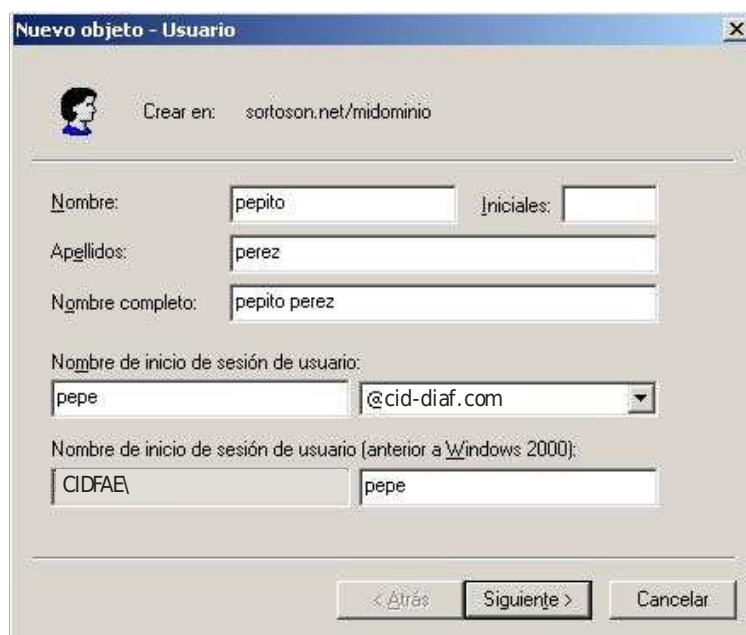 Nuevo objeto - Usuario
Crear en: sortoson.net/midominio
Nombre: pepito Iniciales:
Apellidos: perez
Nombre completo: pepito perez
Nombre de inicio de sesión de usuario:
pepe @cid-diaf.com
Nombre de inicio de sesión de usuario (anterior a Windows 2000):
CIDFAE\ pepe
< Atrás Siguiente > Cancelar